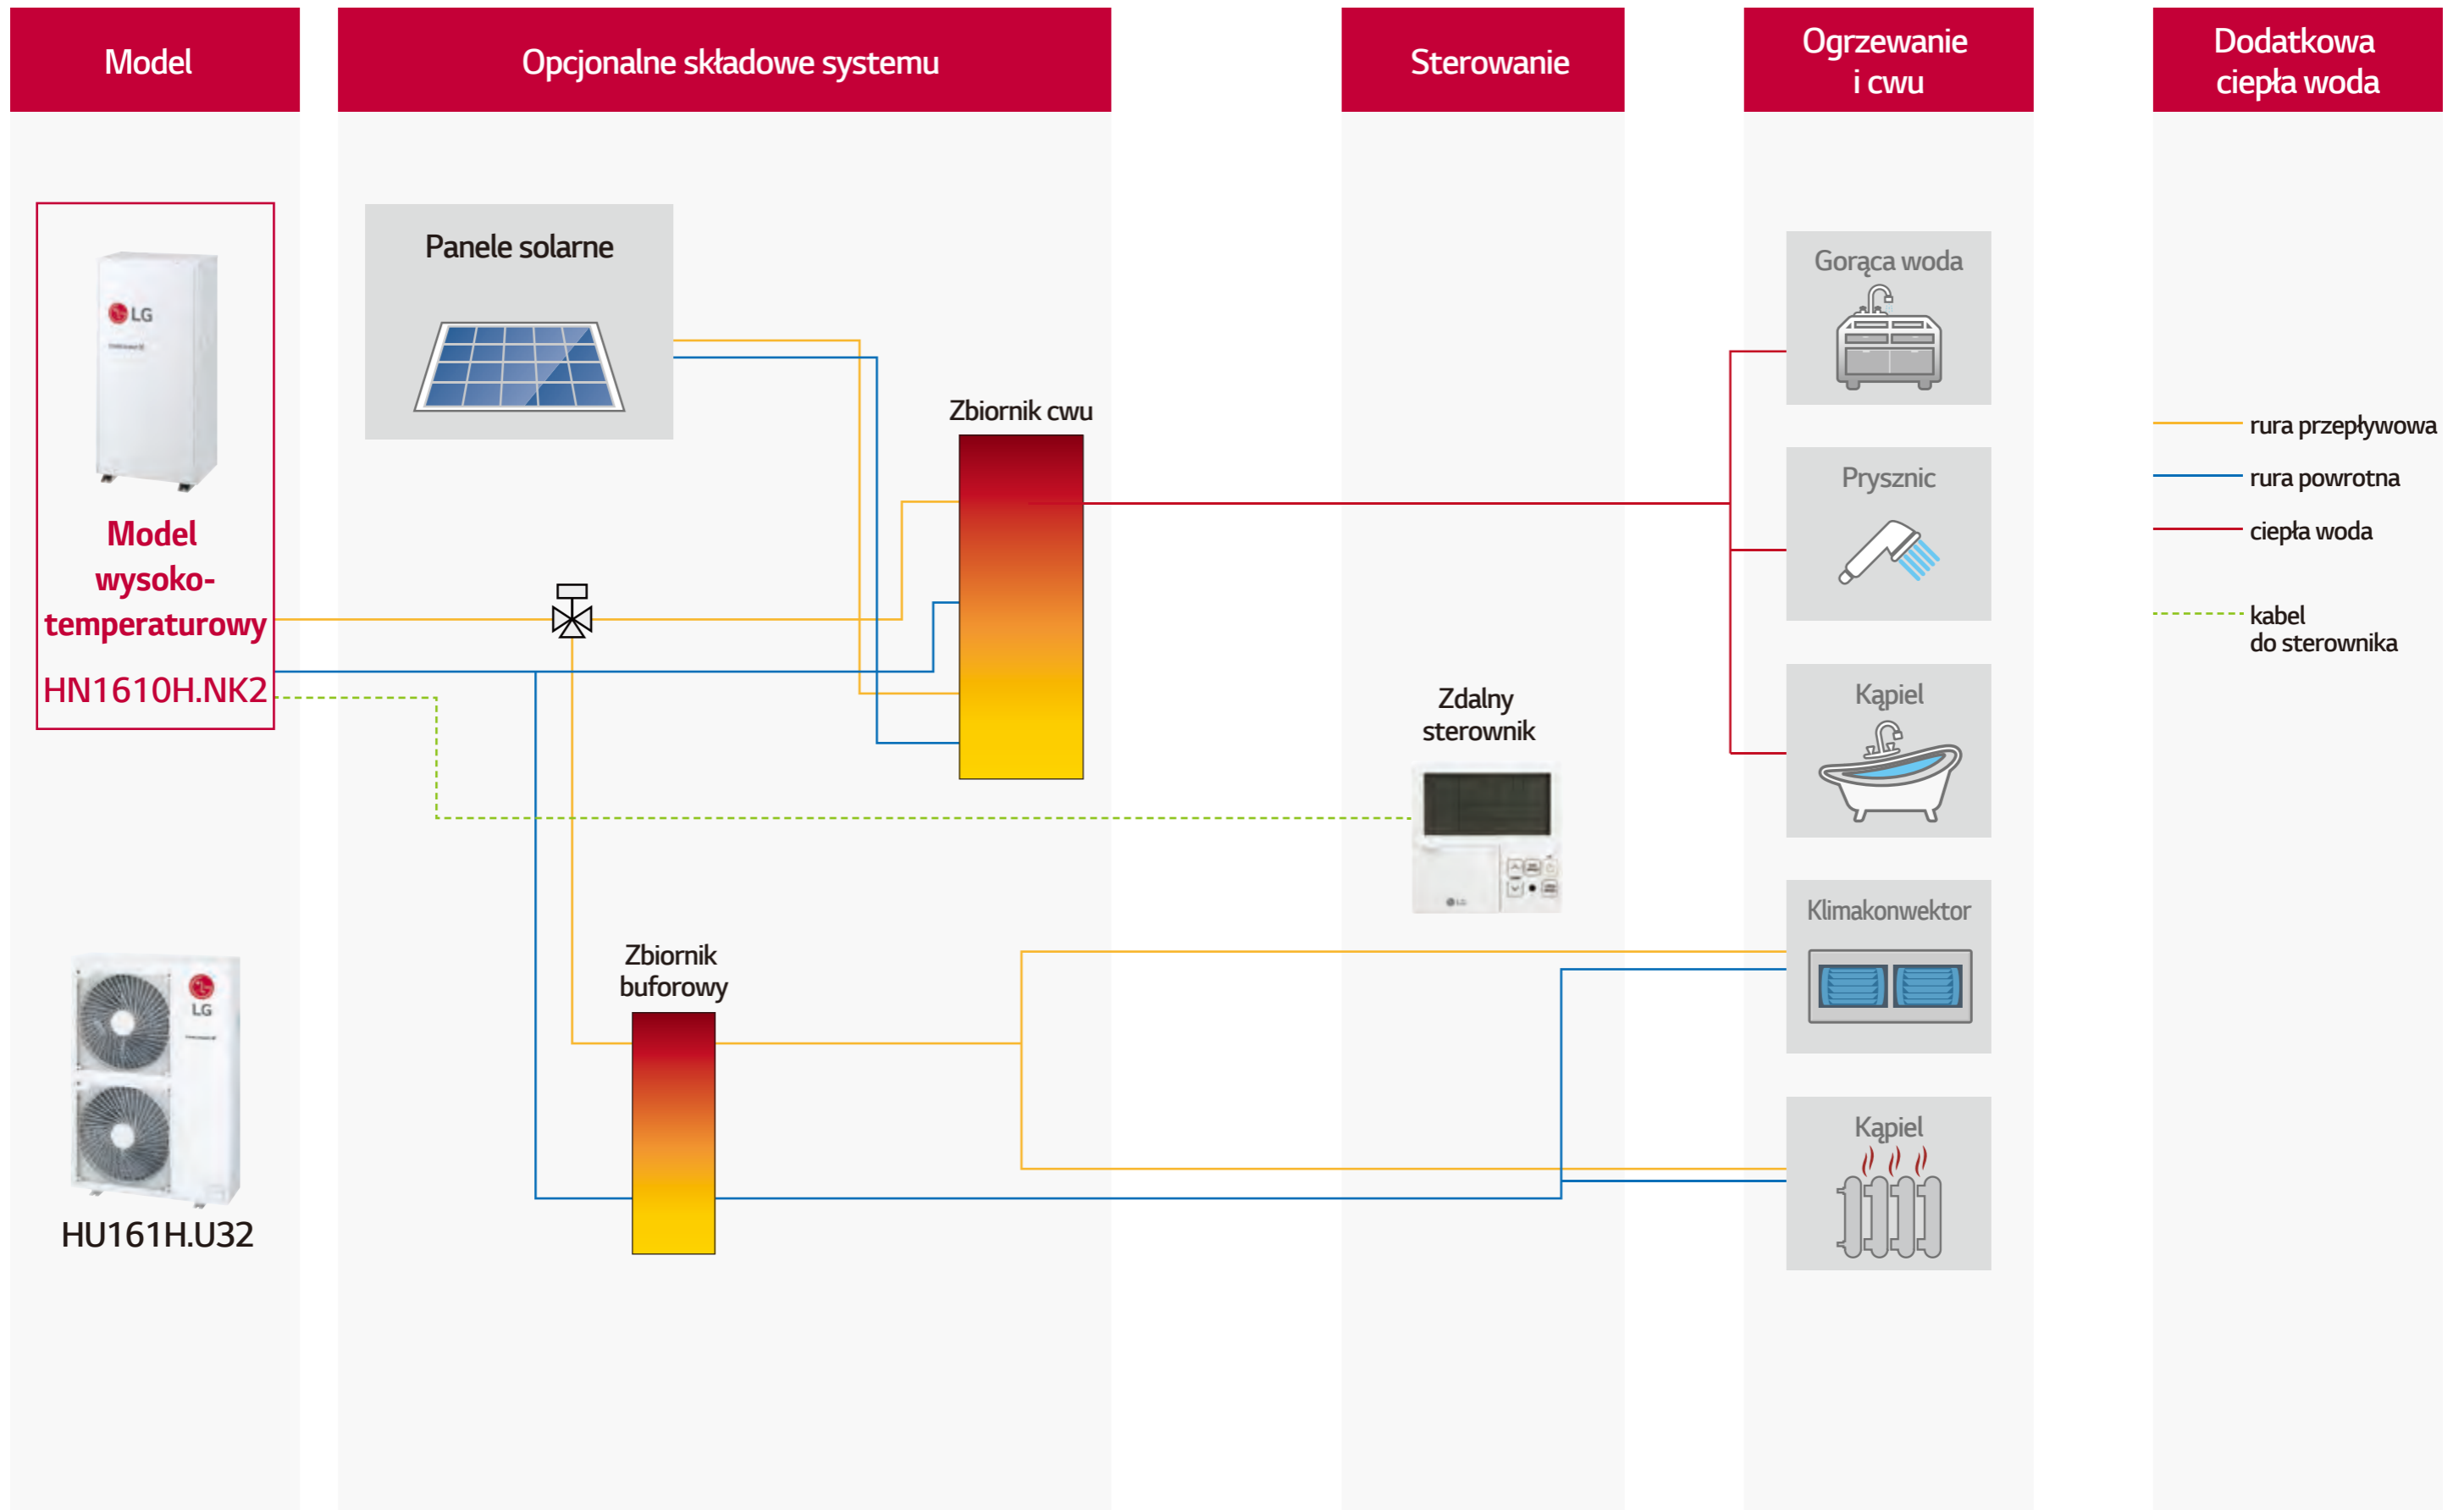 Model
Opcjonalne składowe systemu
Sterowanie
Ogrzewanie
i cwu
Dodatkowa
ciepła woda
LG
Model
wysoko-
temperaturowy
HN1610H.NK2
LG
HU161H.U32
Panele solarne
Zbiornik cwu
Zbiornik
buforowy
Zdalny
sterownik
LG
Gorąca woda
Prysznic
Kąpiel
Klimakonwektor
Kąpiel
rura przepływowa
rura powrotna
ciepła woda
kabel
do sterownika